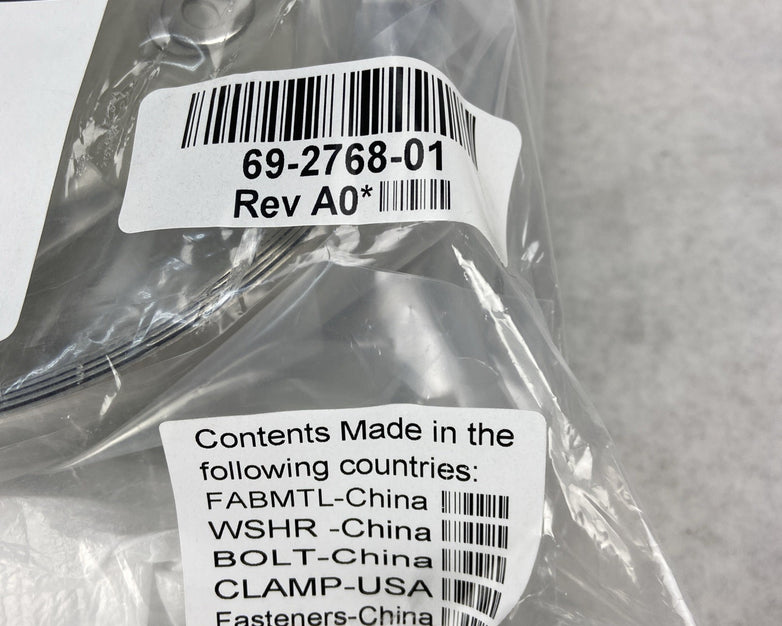 69-2768-01
Rev A0*
Contents Made in the
following countries:
FABMTL-China
WSHR -China
BOLT-China
CLAMP-USA
Fasteners-China